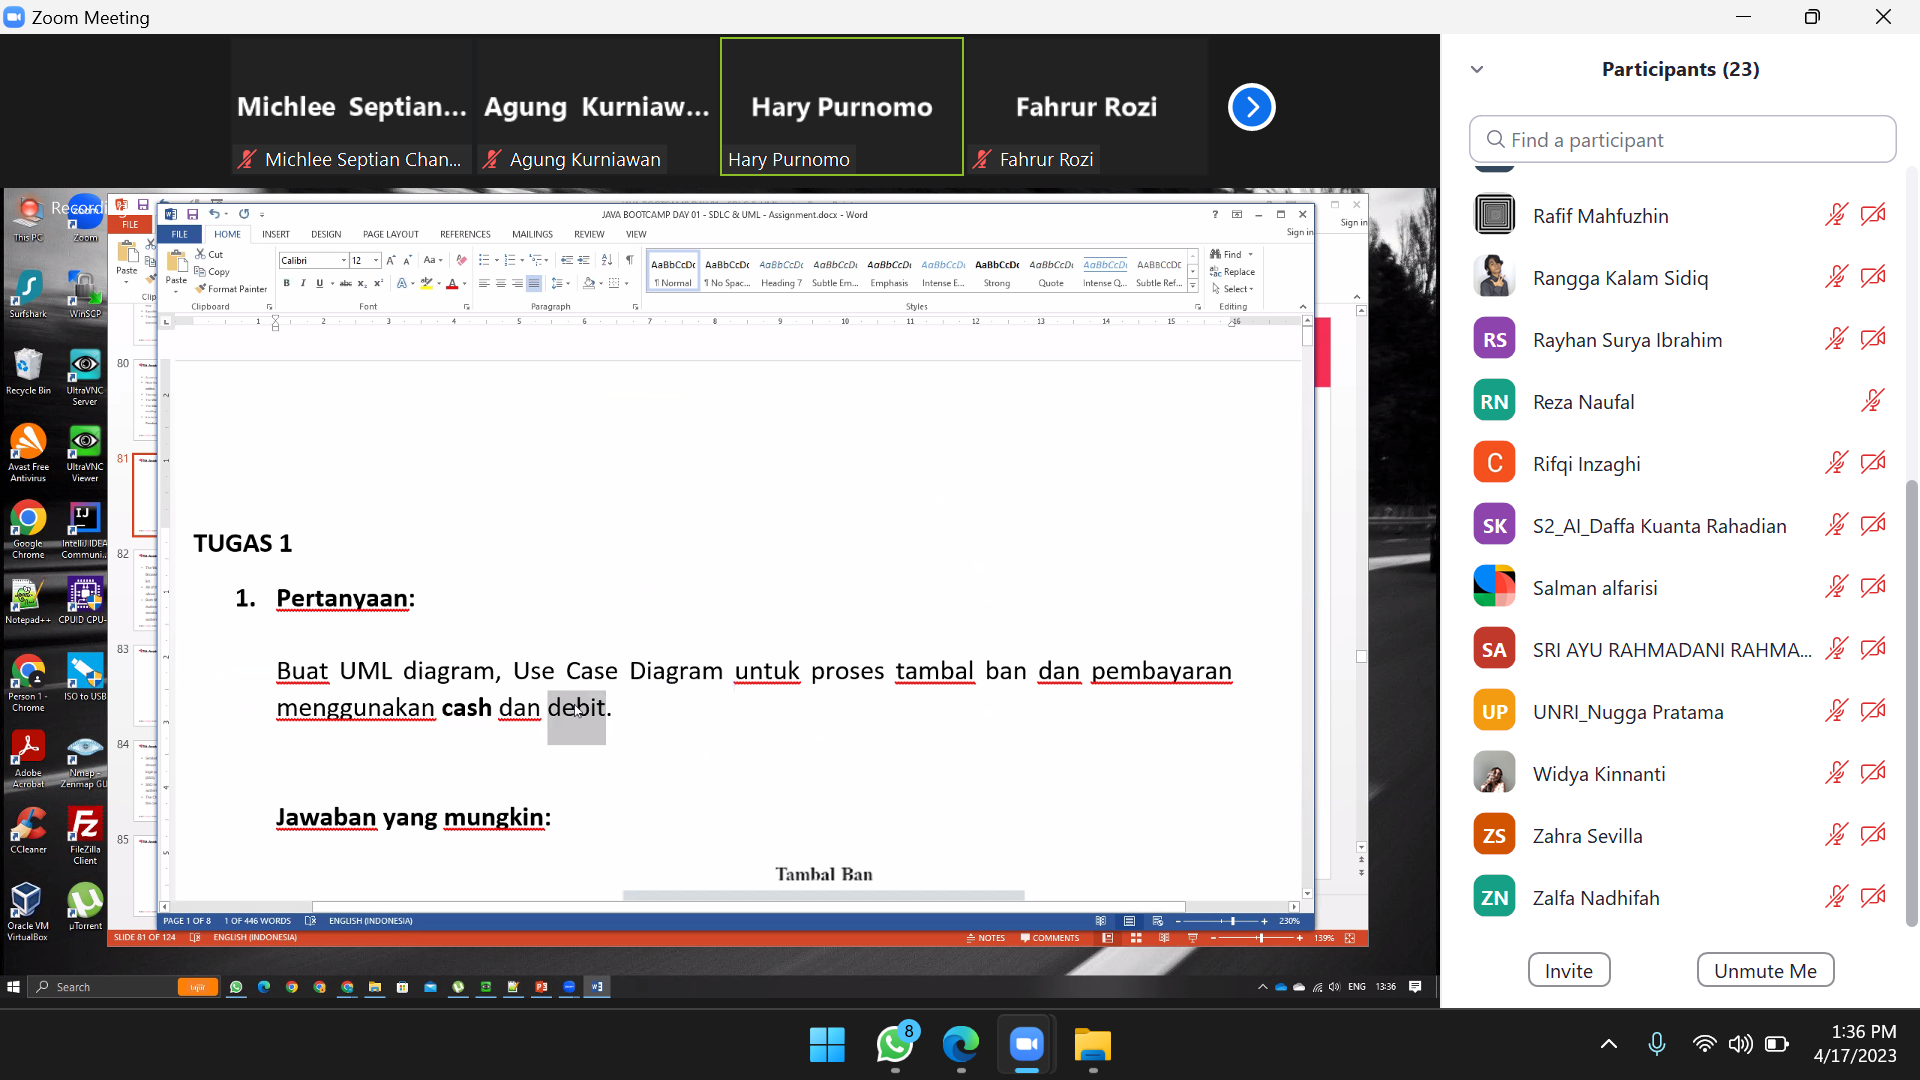 Zoom Meeting
Michlee Septian...
Agung Kurniaw...
Hary Purnomo
Fahrur Rozi
Michlee Septian Chan...
Agung Kurniawan
Hary Purnomo
Fahrur Rozi
Participants (23)
Find a participant
Rafif Mahfuzhin
Rangga Kalam Sidiq
RS Rayhan Surya Ibrahim
RN Reza Naufal
C Rifqi Inzaghi
SK S2_AI_Daffa Kuanta Rahadian
Salman alfarisi
SA SRI AYU RAHMADANI RAHMA...
UP UNRI_Nugga Pratama
Widya Kinnanti
ZS Zahra Sevilla
ZN Zalfa Nadhifah
Invite
Unmute Me
This PC
Zoom
Surfshark
WinSCP
Recycle Bin
UltraVNC Server
Avast Free Antivirus
UltraVNC Viewer
Google Chrome
IntelliJ IDEA Communi...
Notepad++
CPUID CPU-
Person 1 - Chrome
ISO to USB
Adobe Acrobat
Nmap - Zenmap GUI
CCleaner
FileZilla Client
Oracle VM VirtualBox
µTorrent
FILE
Paste
80
81
82
83
84
85
JAVA BOOTCAMP DAY 01 - SDLC & UML - Assignment.docx - Word
Sign in
Sign in
FILE HOME INSERT DESIGN PAGE LAYOUT REFERENCES MAILINGS REVIEW VIEW
Paste
Cut
Copy
Format Painter
Clipboard
Calibri 12
Font
Paragraph
¶ Normal
¶ No Spac...
Heading 7
Subtle Em...
Emphasis
Intense E...
Strong
Quote
Intense Q...
Subtle Ref...
Styles
Find
Replace
Select
Editing
TUGAS 1
1. Pertanyaan:
Buat UML diagram, Use Case Diagram untuk proses tambal ban dan pembayaran
menggunakan cash dan debit.
Jawaban yang mungkin:
Tambal Ban
PAGE 1 OF 8 1 OF 446 WORDS ENGLISH (INDONESIA)
230%
SLIDE 81 OF 124 ENGLISH (INDONESIA)
NOTES COMMENTS
139%
Search
ENG 13:36
8
1:36 PM
4/17/2023